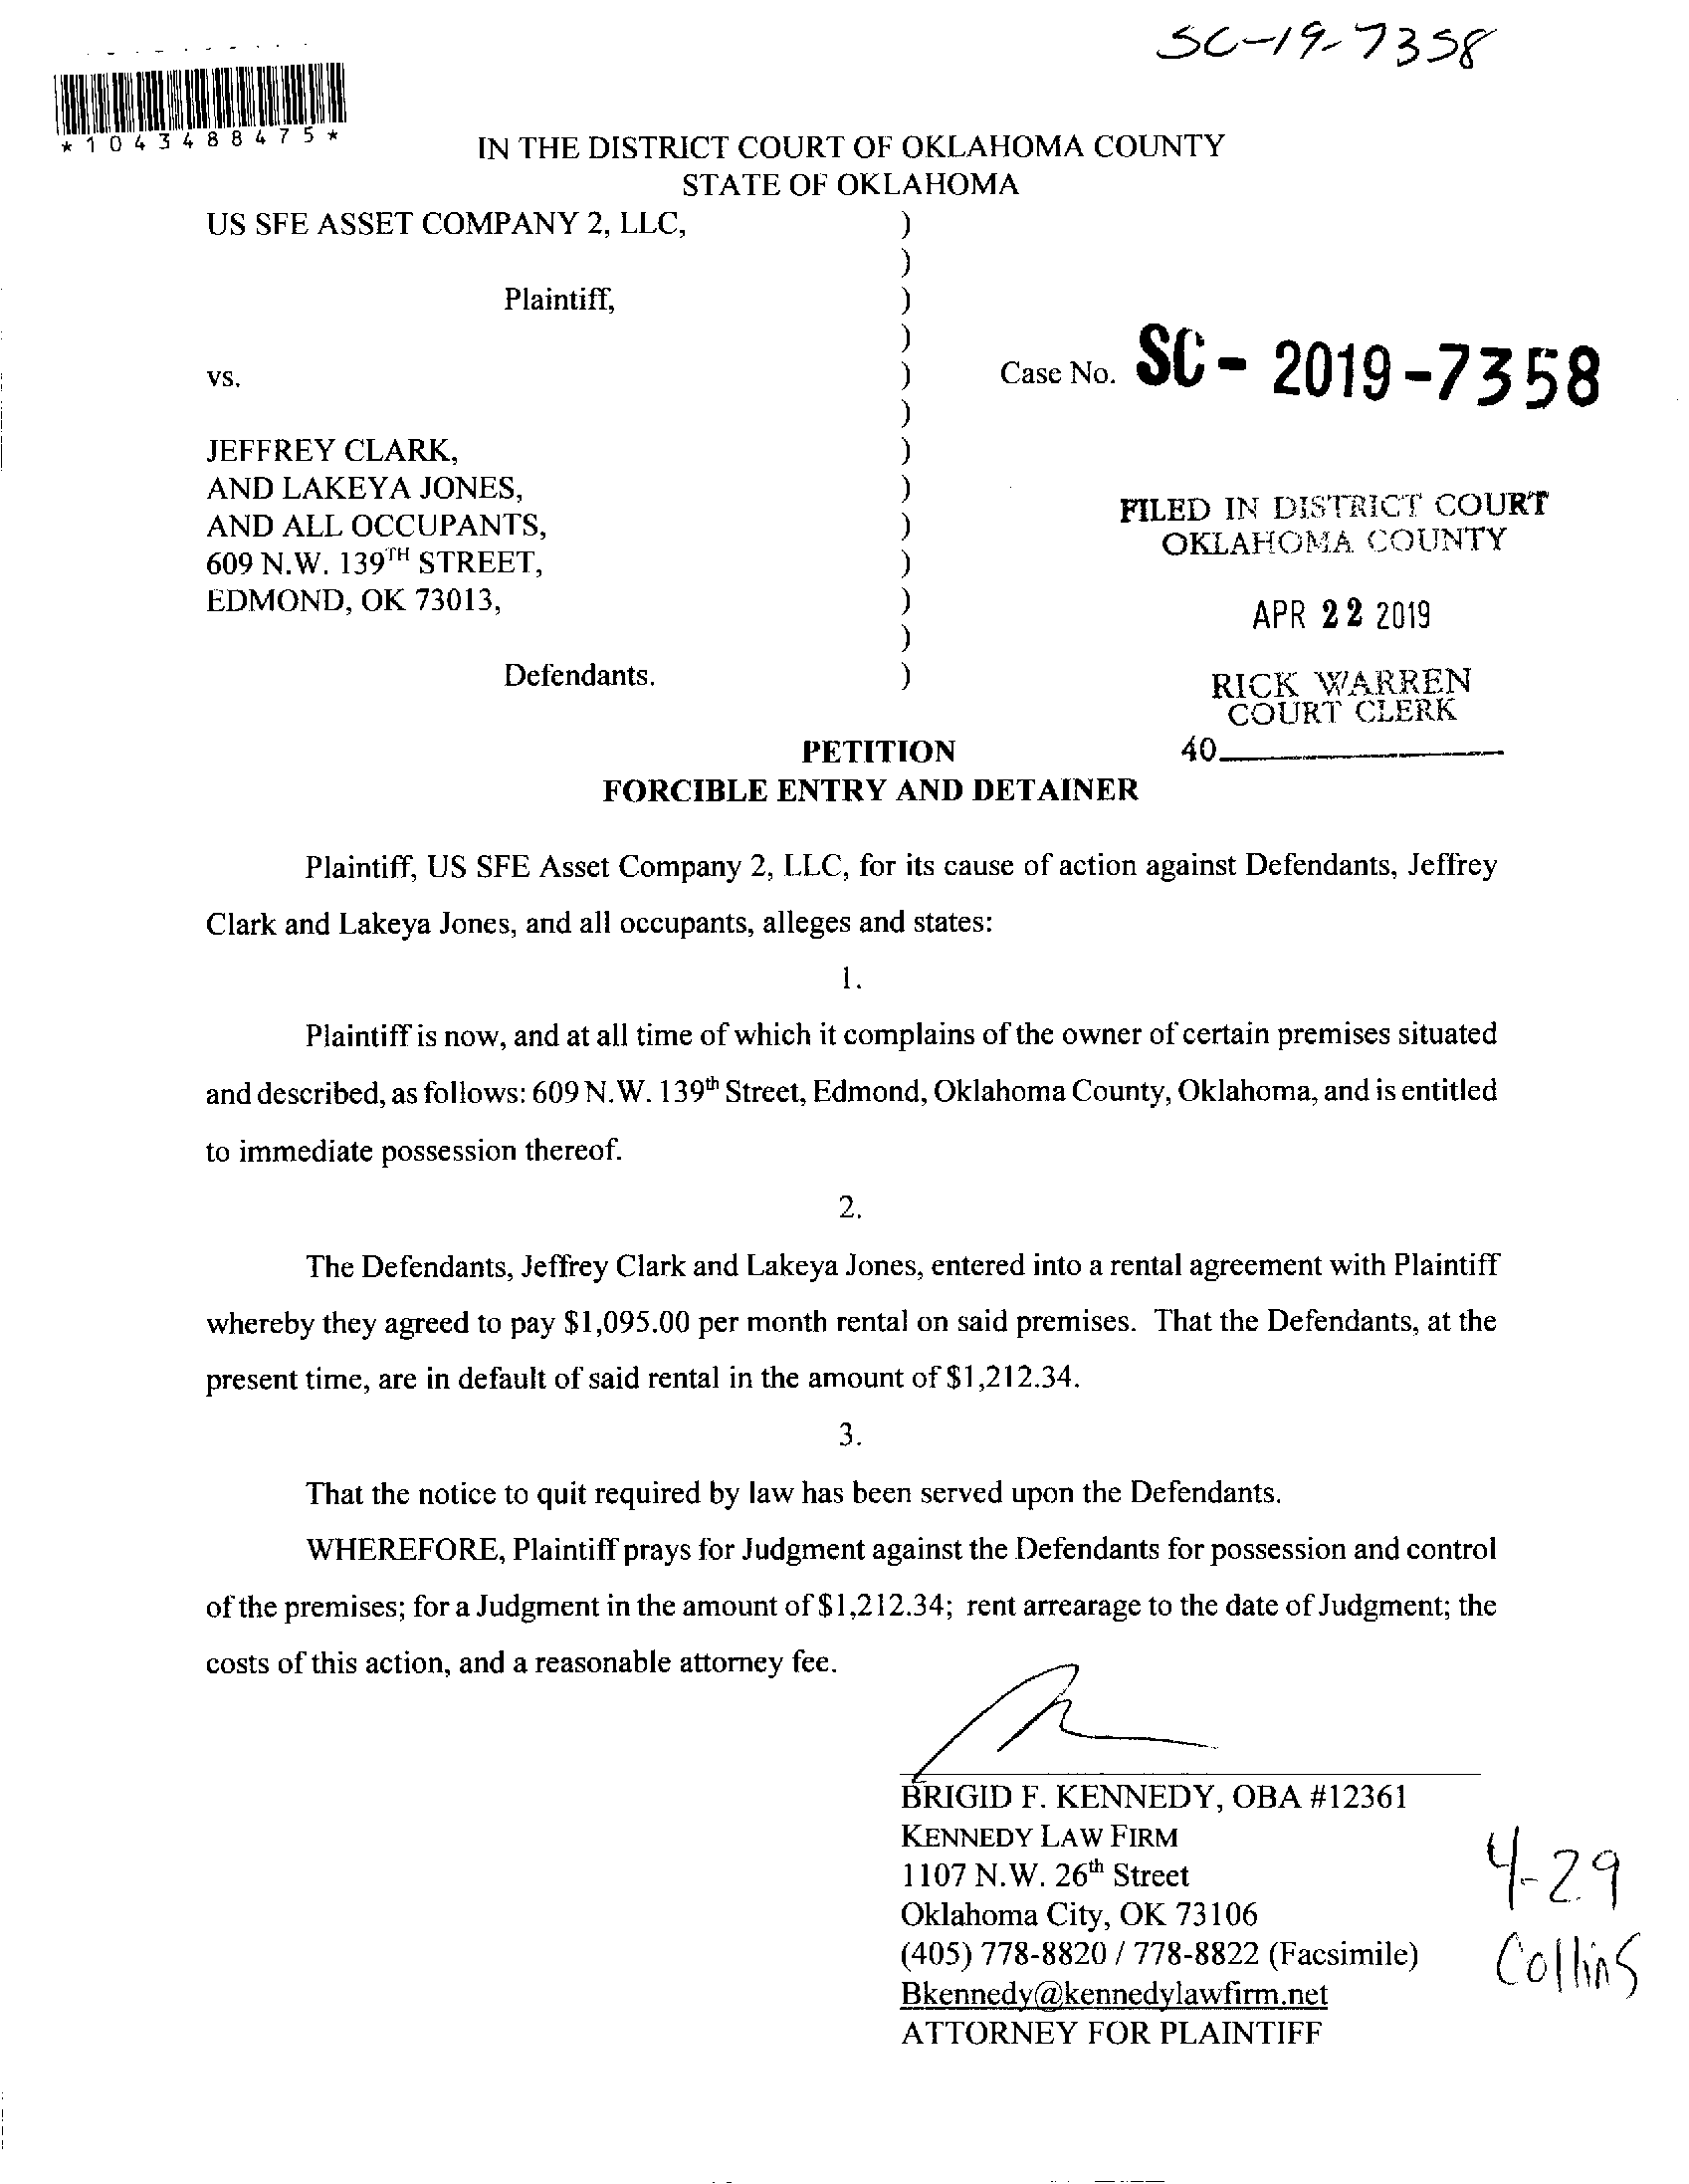 SC-19-7358
*1043488475*
IN THE DISTRICT COURT OF OKLAHOMA COUNTY
STATE OF OKLAHOMA
US SFE ASSET COMPANY 2, LLC, )
)
Plaintiff, )
)
vs. ) Case No. SC - 2019-7358
)
JEFFREY CLARK, )
AND LAKEYA JONES, )
AND ALL OCCUPANTS, )
609 N.W. 139TH STREET, )
EDMOND, OK 73013, )
)
Defendants. )
FILED IN DISTRICT COURT
OKLAHOMA COUNTY
APR 22 2019
RICK WARREN
COURT CLERK
40
PETITION
FORCIBLE ENTRY AND DETAINER
Plaintiff, US SFE Asset Company 2, LLC, for its cause of action against Defendants, Jeffrey
Clark and Lakeya Jones, and all occupants, alleges and states:
1.
Plaintiff is now, and at all time of which it complains of the owner of certain premises situated
and described, as follows: 609 N.W. 139th Street, Edmond, Oklahoma County, Oklahoma, and is entitled
to immediate possession thereof.
2.
The Defendants, Jeffrey Clark and Lakeya Jones, entered into a rental agreement with Plaintiff
whereby they agreed to pay $1,095.00 per month rental on said premises. That the Defendants, at the
present time, are in default of said rental in the amount of $1,212.34.
3.
That the notice to quit required by law has been served upon the Defendants.
WHEREFORE, Plaintiff prays for Judgment against the Defendants for possession and control
of the premises; for a Judgment in the amount of $1,212.34; rent arrearage to the date of Judgment; the
costs of this action, and a reasonable attorney fee.
BRIGID F. KENNEDY, OBA #12361
KENNEDY LAW FIRM
1107 N.W. 26th Street
Oklahoma City, OK 73106
(405) 778-8820 / 778-8822 (Facsimile)
Bkennedy@kennedylawfirm.net
ATTORNEY FOR PLAINTIFF
4-29
Collins